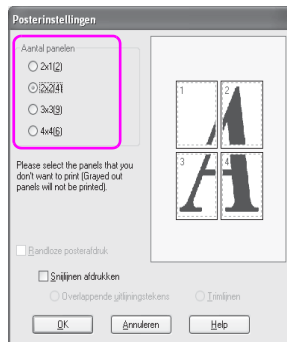 Posterinstellingen
Aantal panelen
2x1(2)
2x2(4)
3x3(9)
4x4(6)
1
2
3
4
Please select the panels that you
don't want to print (Grayed out
panels will not be printed).
Randloze posterafdruk
Snijlijnen afdrukken
Overlappende uitlijningstekens
Trimlijnen
OK
Annuleren
Help